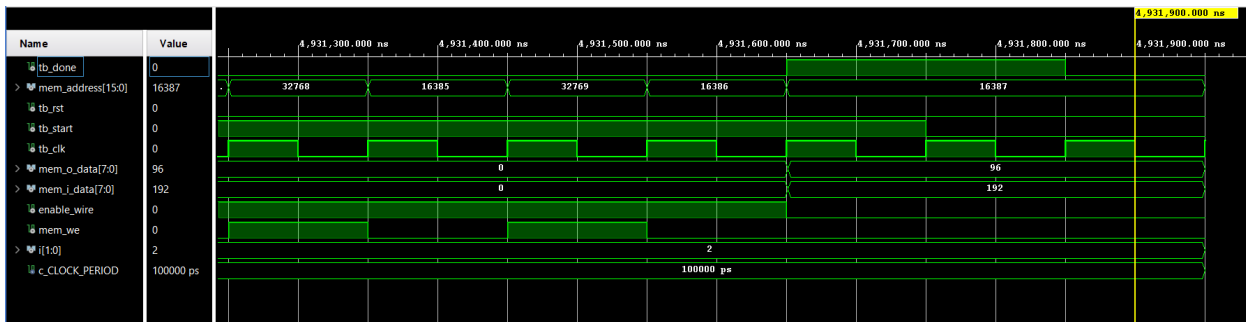 4,931,900.000 ns
Name Value
4,931,300.000 ns 4,931,400.000 ns 4,931,500.000 ns 4,931,600.000 ns 4,931,700.000 ns 4,931,800.000 ns 4,931,900.000 ns
tb_done 0
mem_address[15:0] 16387 . 32768 16385 32769 16386 16387
tb_rst 0
tb_start 0
tb_clk 0
mem_o_data[7:0] 96 0 96
mem_i_data[7:0] 192 0 192
enable_wire 0
mem_we 0
i[1:0] 2 2
c_CLOCK_PERIOD 100000 ps 100000 ps